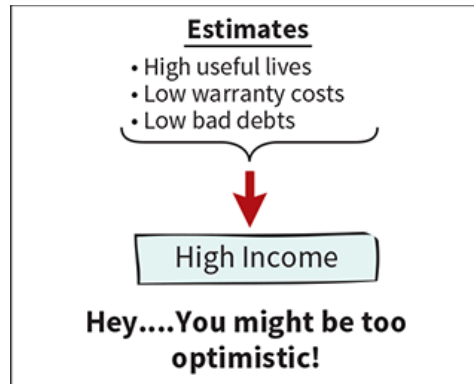 Estimates
• High useful lives
• Low warranty costs
• Low bad debts
High Income
Hey....You might be too
optimistic!